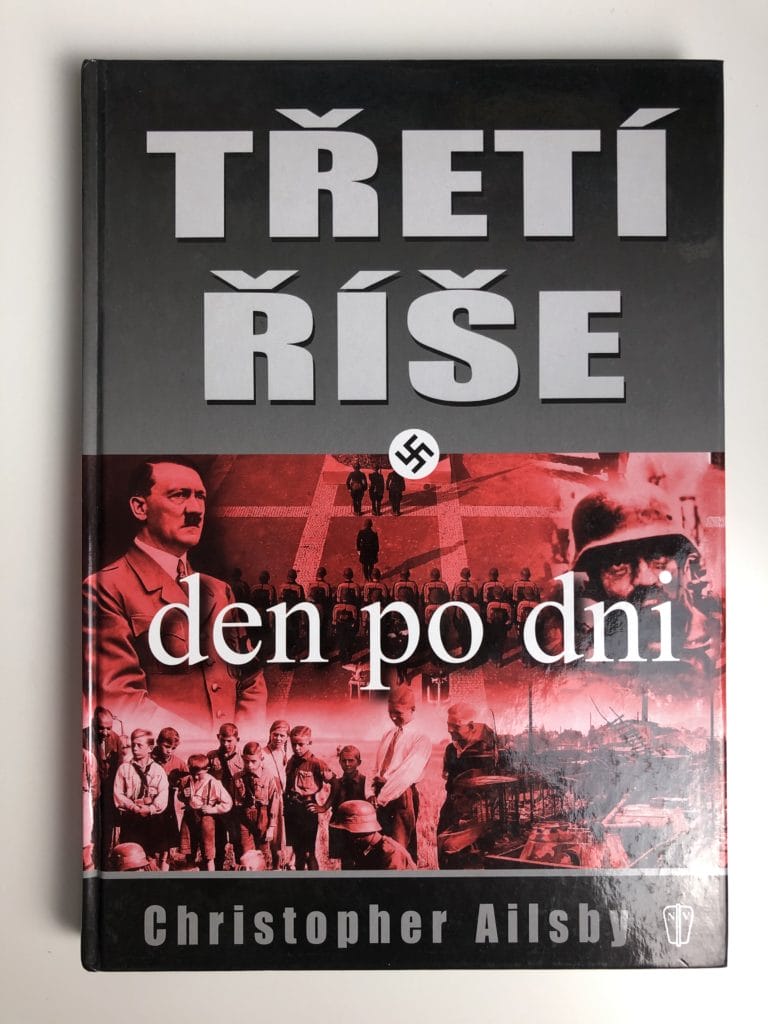 TŘETÍ
ŘÍŠE
den po dni
Christopher Ailsby
N V